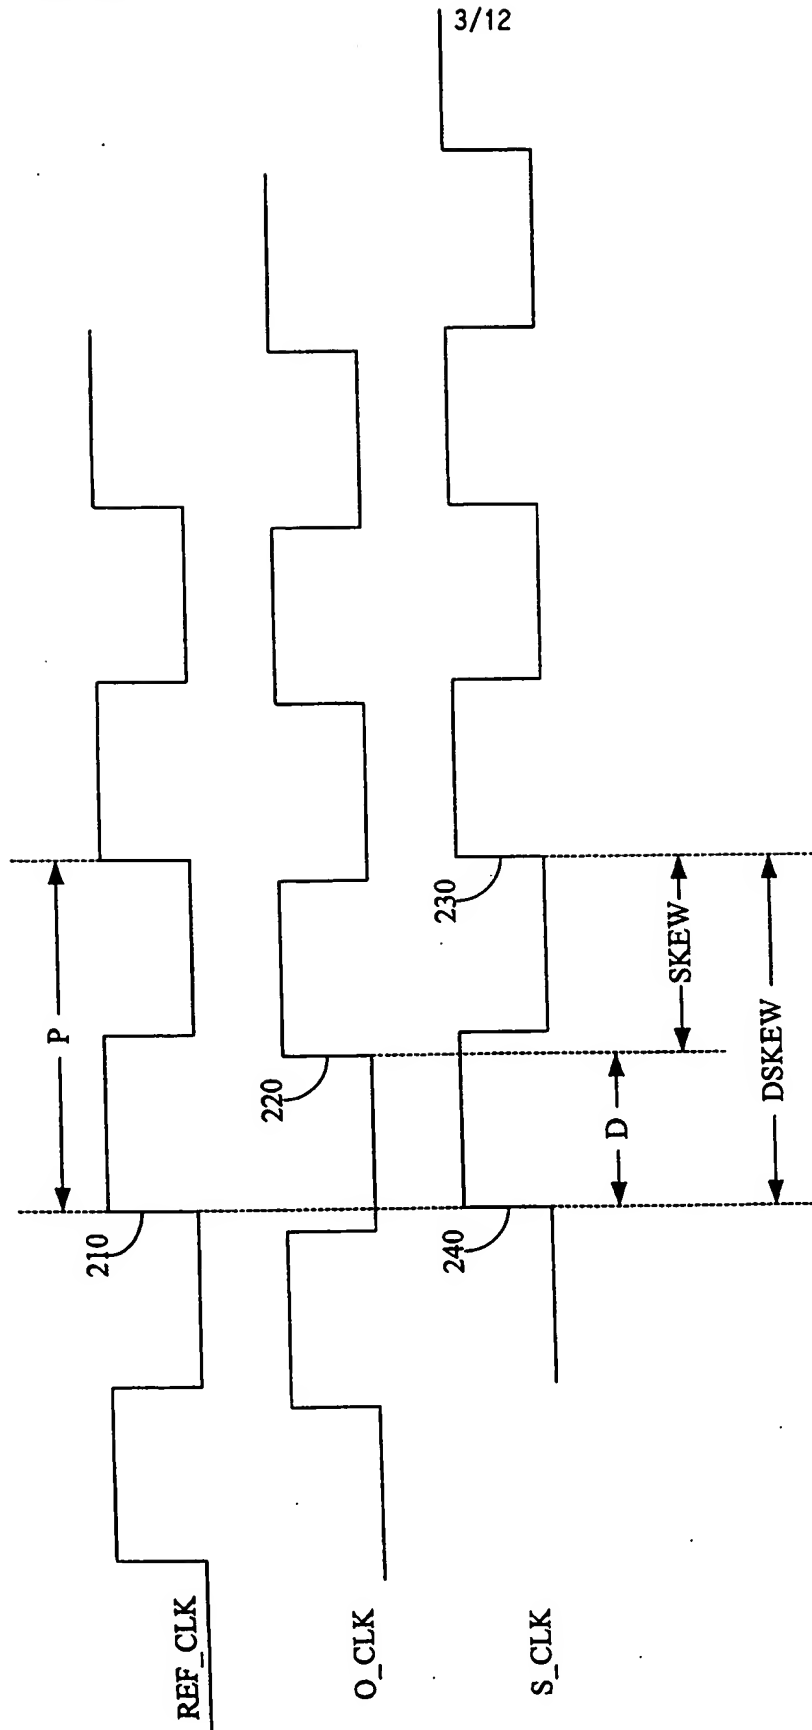 3/12
P
REF_CLK
210
O_CLK
220
S_CLK
240
230
D
SKEW
DSKEW